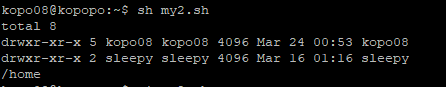 kopo08@kopopo:~$ sh my2.sh
total 8
drwxr-xr-x 5 kopo08 kopo08 4096 Mar 24 00:53 kopo08
drwxr-xr-x 2 sleepy sleepy 4096 Mar 16 01:16 sleepy
/home